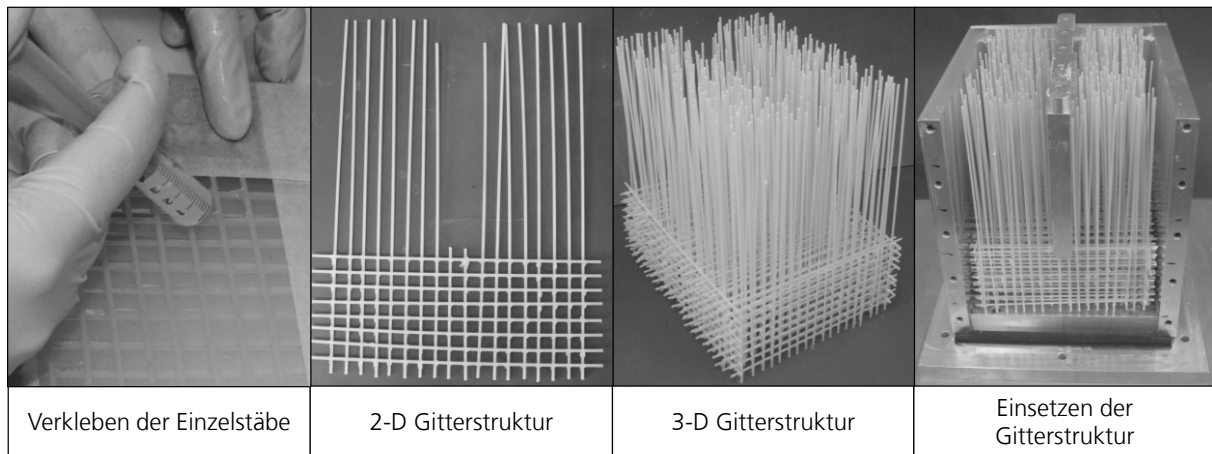 Verkleben der Einzelstäbe
2-D Gitterstruktur
3-D Gitterstruktur
Einsetzen der
Gitterstruktur